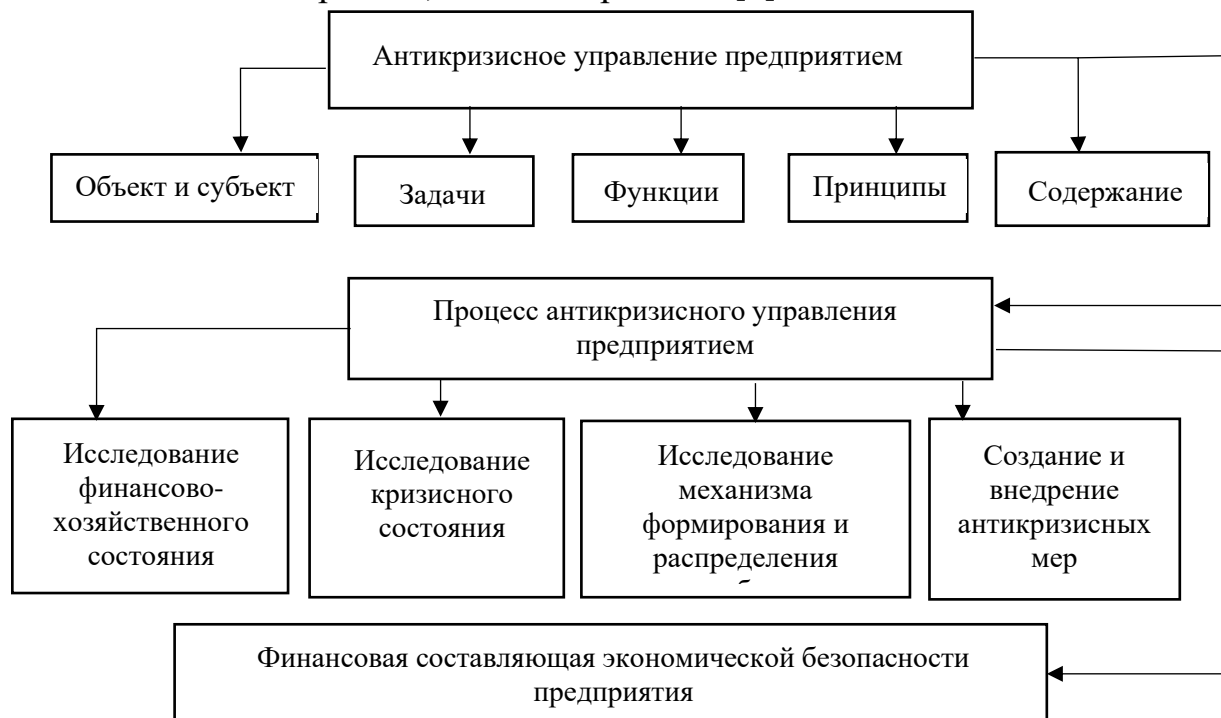 Антикризисное управление предприятием
Объект и субъект
Задачи
Функции
Принципы
Содержание
Процесс антикризисного управления
предприятием
Исследование
финансово-
хозяйственного
состояния
Исследование
кризисного
состояния
Исследование
механизма
формирования и
распределения
Создание и
внедрение
антикризисных
мер
Финансовая составляющая экономической безопасности
предприятия